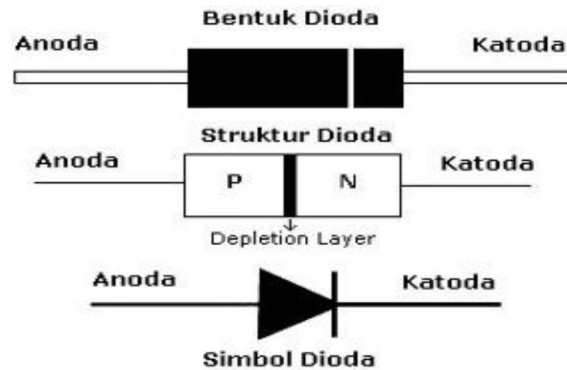 Bentuk Dioda
Anoda Katoda
Struktur Dioda
Anoda Katoda
P N
Depletion Layer
Anoda Katoda
Simbol Dioda